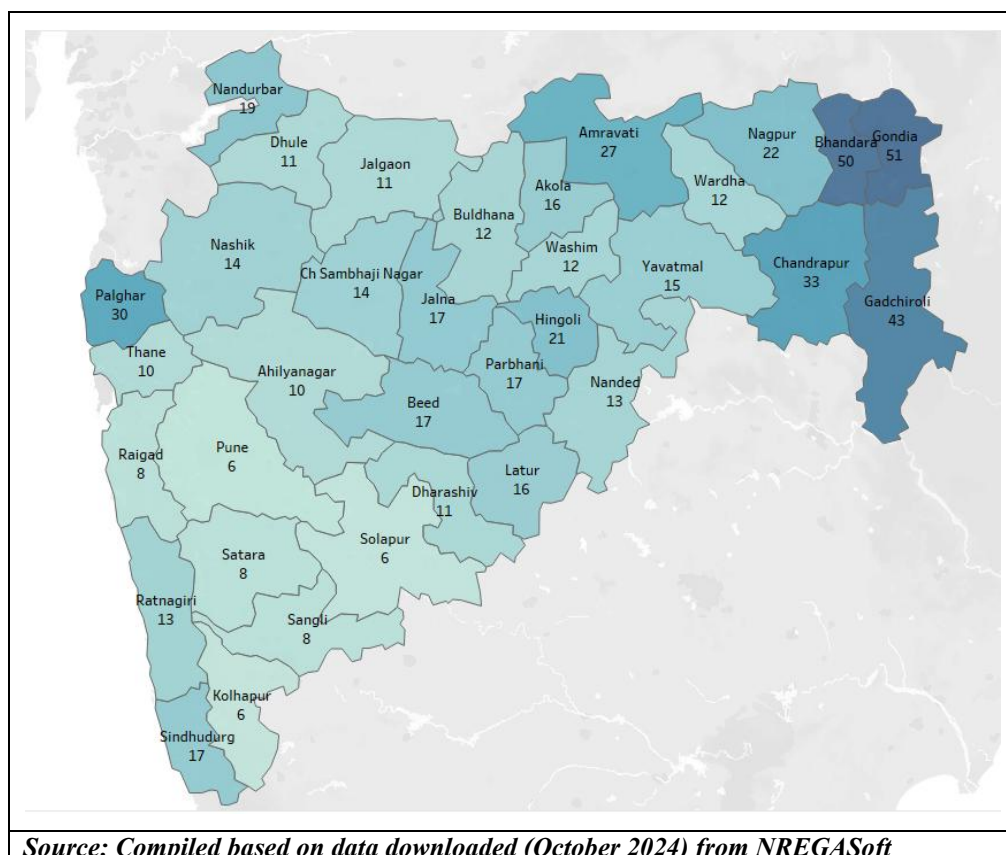 Nandurbar
19
Dhule
11
Jalgaon
11
Buldhana
12
Akola
16
Amravati
27
Wardha
12
Nagpur
22
Bhandara
50
Gondia
51
Nashik
14
Ch Sambhaji Nagar
14
Jalna
17
Washim
12
Yavatmal
15
Chandrapur
33
Gadchiroli
43
Palghar
30
Thane
10
Ahilyanagar
10
Hingoli
21
Parbhani
17
Nanded
13
Beed
17
Raigad
8
Pune
6
Latur
16
Dharashiv
11
Solapur
6
Satara
8
Ratnagiri
13
Sangli
8
Kolhapur
6
Sindhudurg
17
Source: Compiled based on data downloaded (October 2024) from NREGASoft